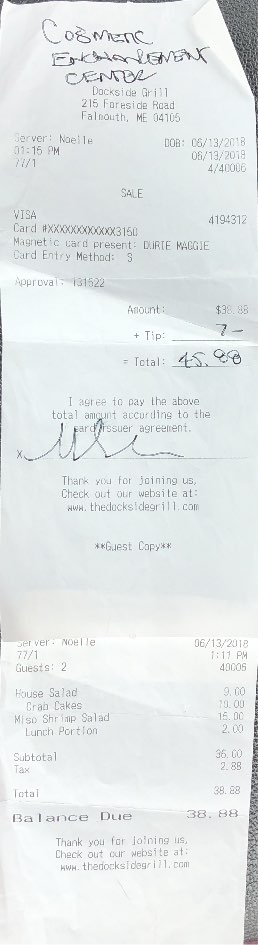 Cosmetic
Enhancement
Center
Dockside Grill
215 Foreside Road
Falmouth, ME 04105
Server: Noelle DOB: 06/13/2018
01:15 PM 06/13/2018
77/1 4/40006
SALE
VISA 4194312
Card #XXXXXXXXXXXX3150
Magnetic card present: DURIE MAGGIE
Card Entry Method: S
Approval: 131522
Amount: $38.88
+ Tip: 7-
= Total: 45.88
I agree to pay the above
total amount according to the
card issuer agreement.
X
Thank you for joining us,
Check out our website at:
www.thedocksidegrill.com
**Guest Copy**
Server: Noelle 06/13/2018
77/1 1:11 PM
Guests: 2 40006
House Salad 9.00
Crab Cakes 10.00
Miso Shrimp Salad 15.00
Lunch Portion 2.00
Subtotal 36.00
Tax 2.88
Total 38.88
Balance Due 38.88
Thank you for joining us,
Check out our website at:
www.thedocksidegrill.com